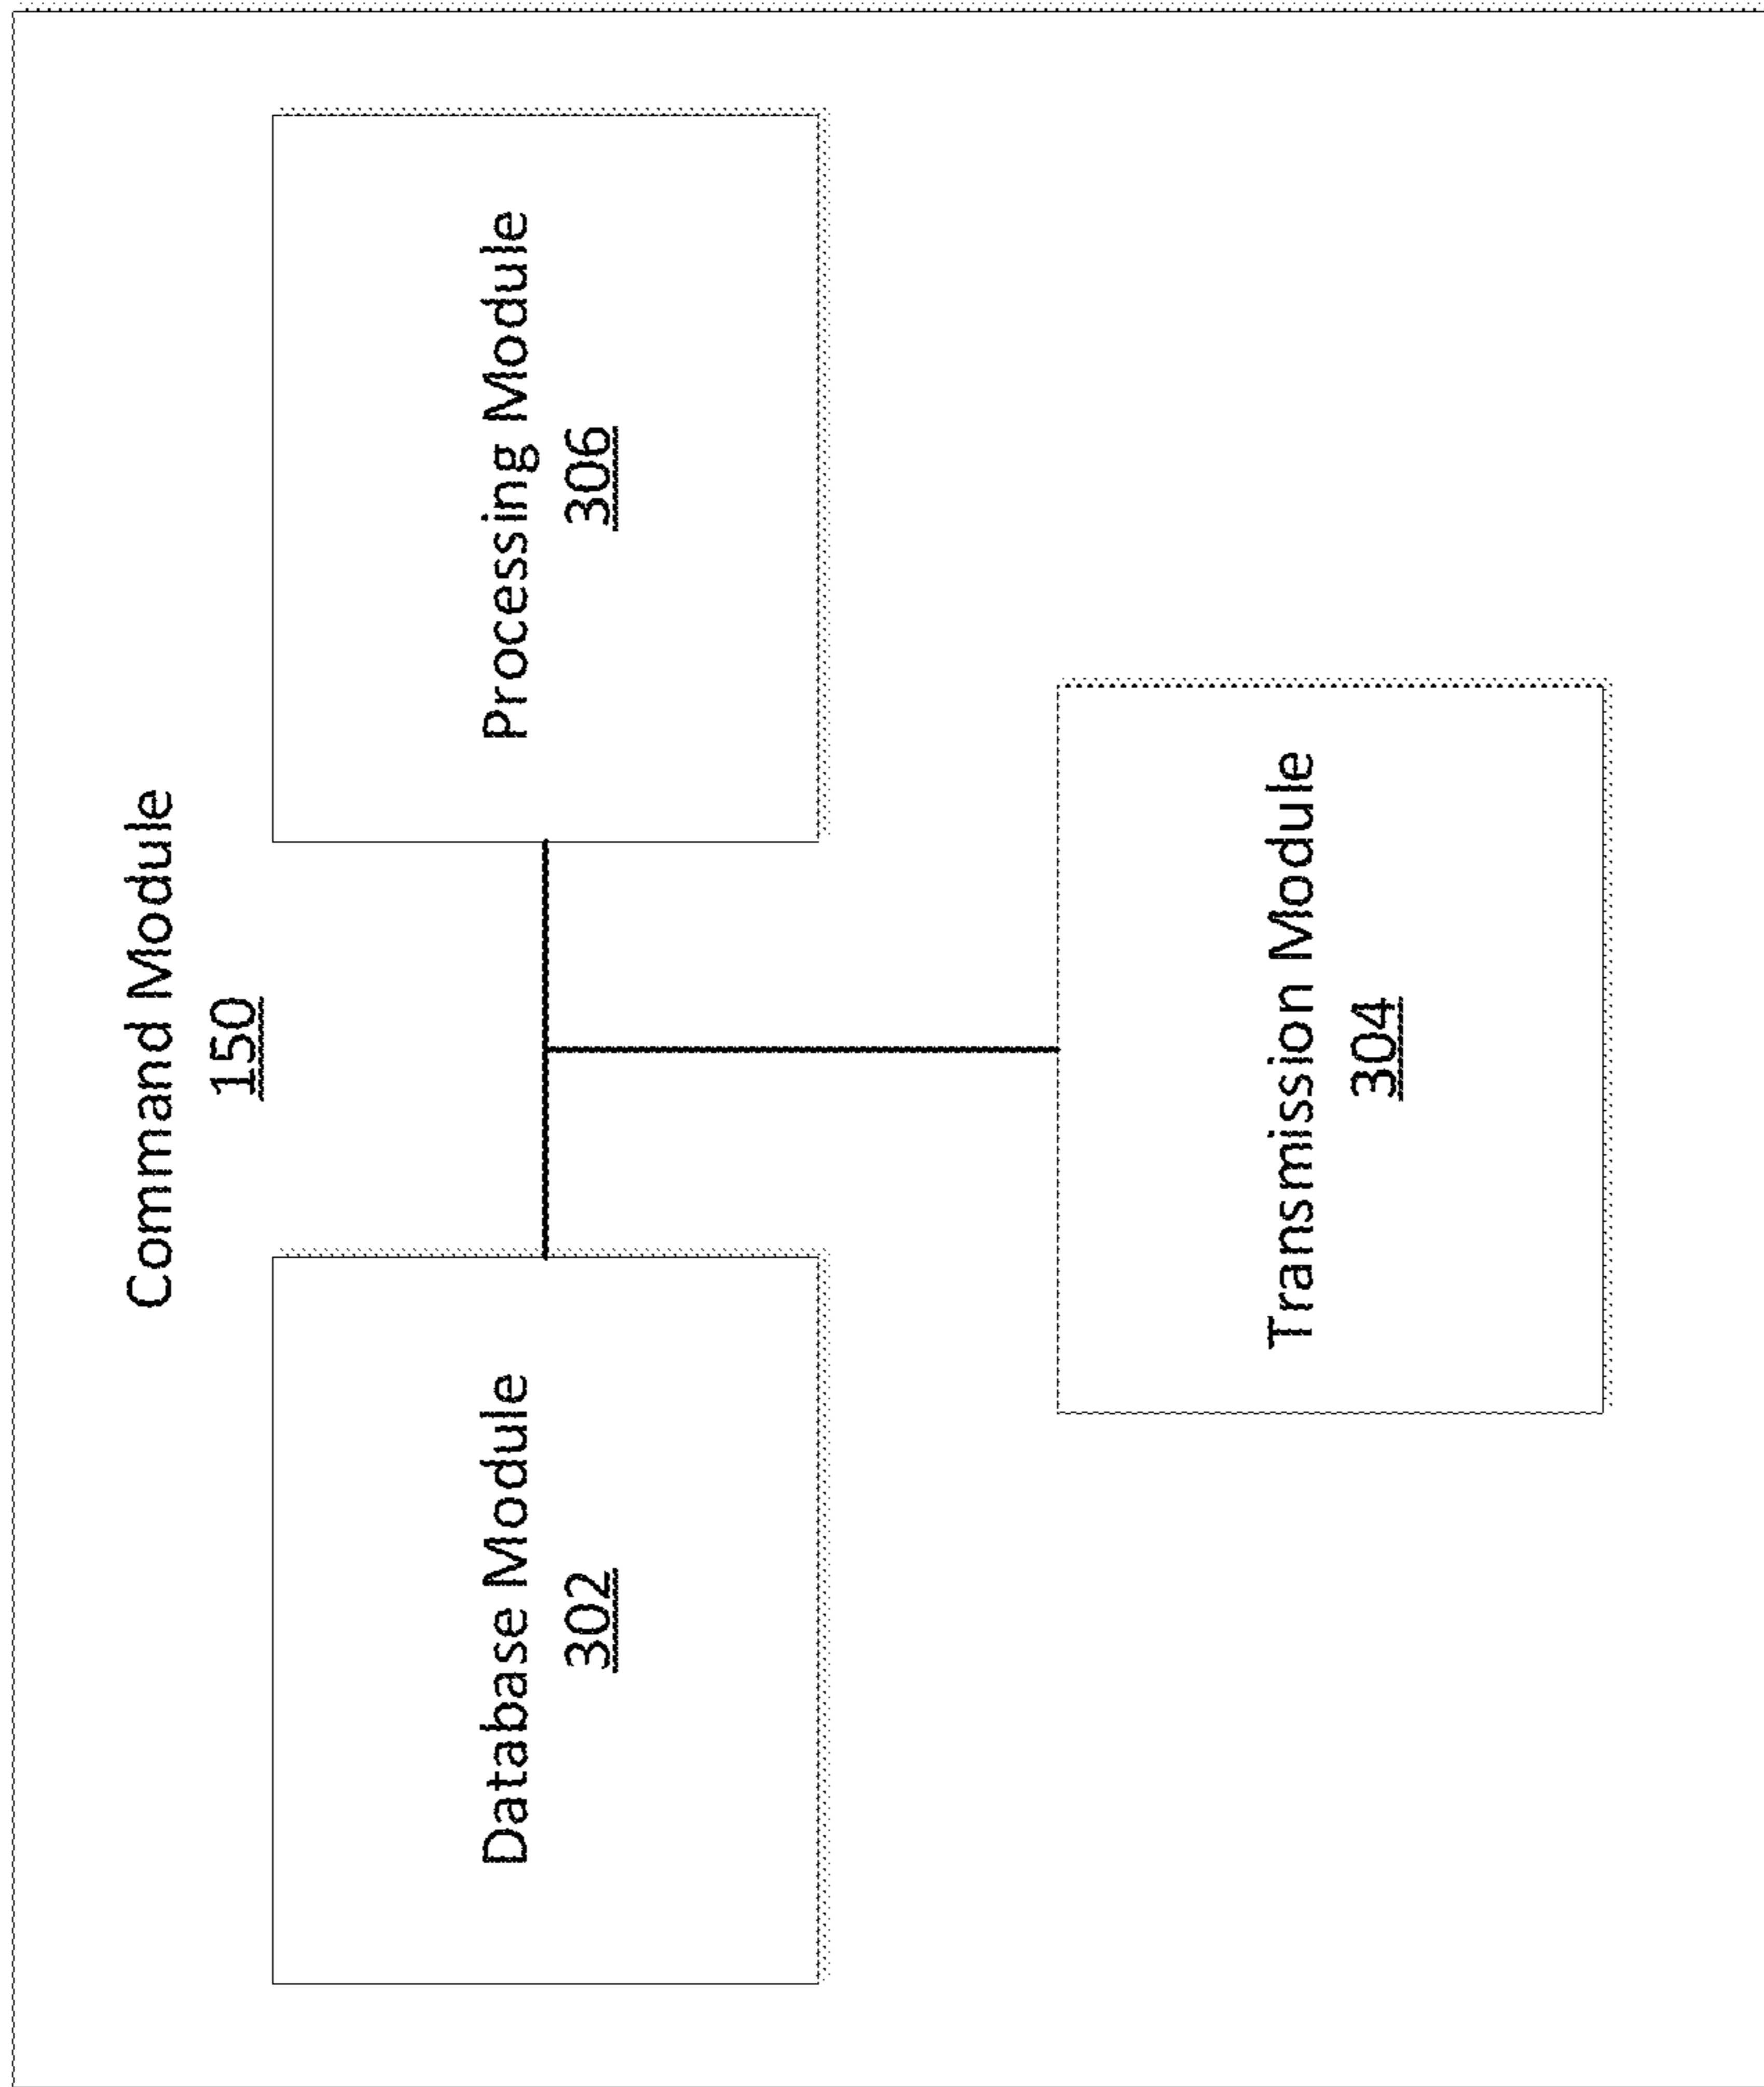 Command Module
150
Database Module
302
Processing Module
306
Transmission Module
304